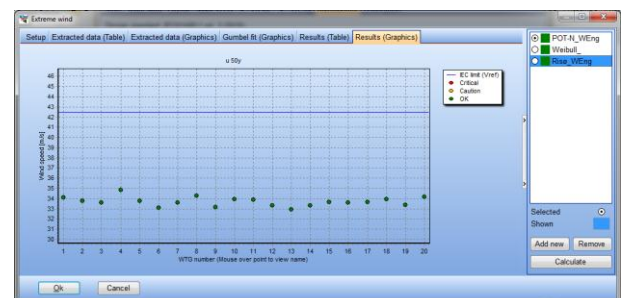 Extreme wind
Setup Extracted data (Table) Extracted data (Graphics) Gumbel fit (Graphics) Results (Table) Results (Graphics)
u 50y
IEC limit (Vref)
Critical
Caution
OK
Wind speed [m/s]
46
45
44
43
42
41
40
39
38
37
36
35
34
33
32
31
30
1 2 3 4 5 6 7 8 9 10 11 12 13 14 15 16 17 18 19 20
WTG number (Mouse over point to view name)
POT-N_WEng
Weibull_
Rise_WEng
Selected
Shown
Add new Remove
Calculate
Ok Cancel